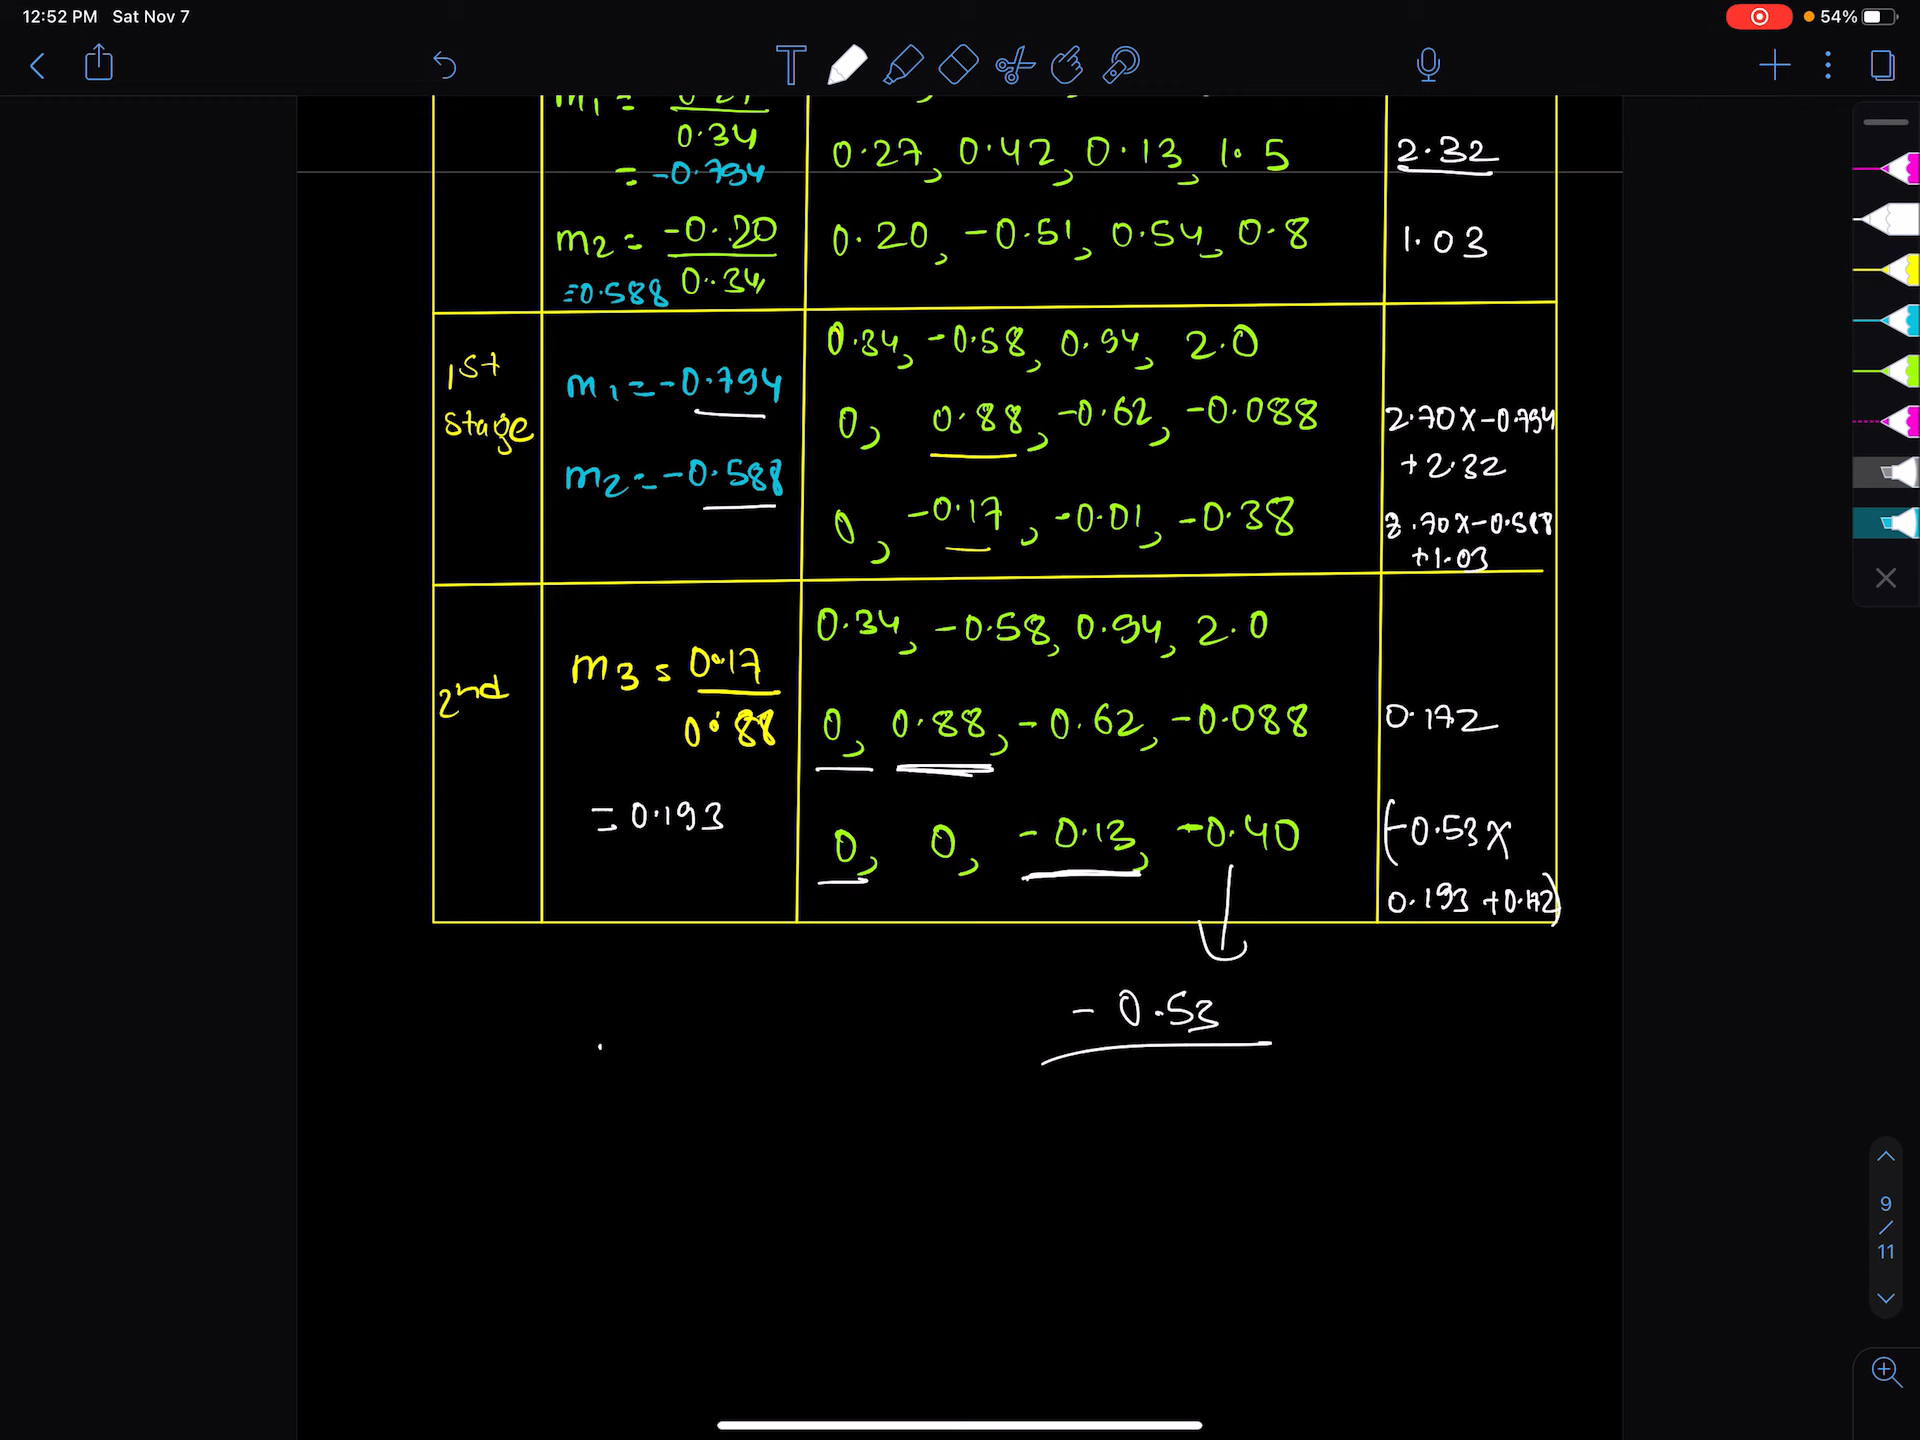 12:52 PM Sat Nov 7
54%
m1 =
0.34
= -0.794
0.27, 0.42, 0.13, 1.5
2.32
m2 = -0.20
0.34
=0.588
0.20, -0.51, 0.54, 0.8
1.03
1st
stage
m1 = -0.794
m2 = -0.588
0.34, -0.58, 0.94, 2.0
0, 0.88, -0.62, -0.088
2.70x-0.794
+2.32
0, -0.17, -0.01, -0.38
2.70x-0.588
+1.03
2nd
m3 = 0.17
0.88
= 0.193
0.34, -0.58, 0.94, 2.0
0, 0.88, -0.62, -0.088
0.172
0, 0, -0.13, -0.40
(-0.53x
0.193 +0.172)
-0.53
9
/
11